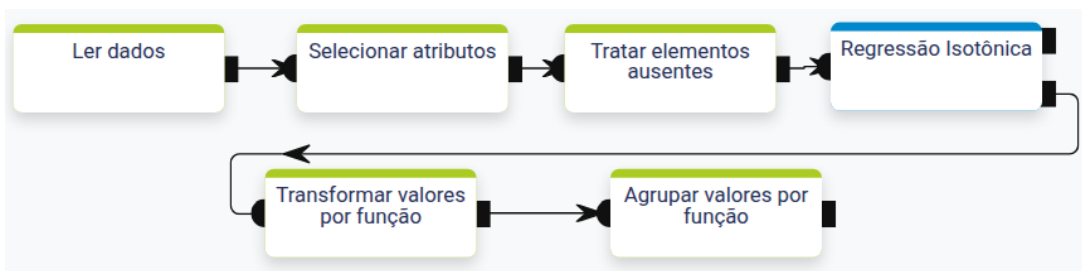 Ler dados
Selecionar atributos
Tratar elementos
ausentes
Regressão Isotônica
Transformar valores
por função
Agrupar valores por
função